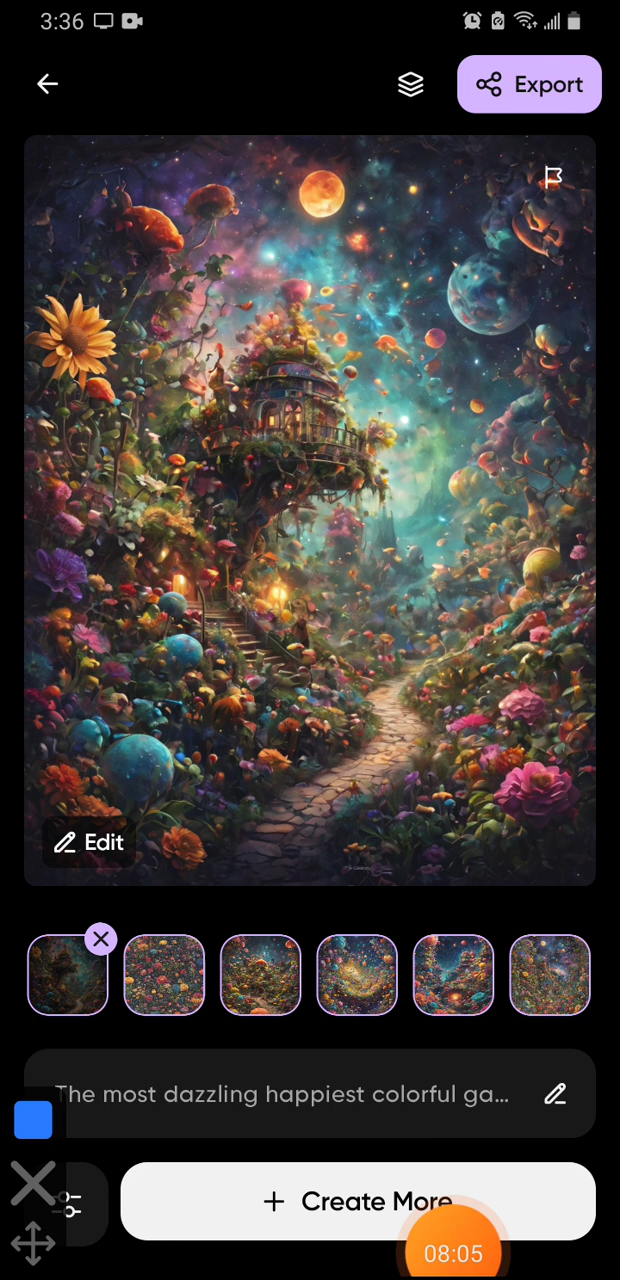 3:36
Export
Edit
The most dazzling happiest colorful ga...
+ Create More
08:05